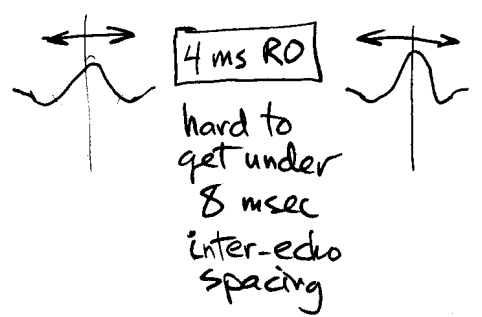 4 ms RO
hard to
get under
8 msec
inter-echo
spacing